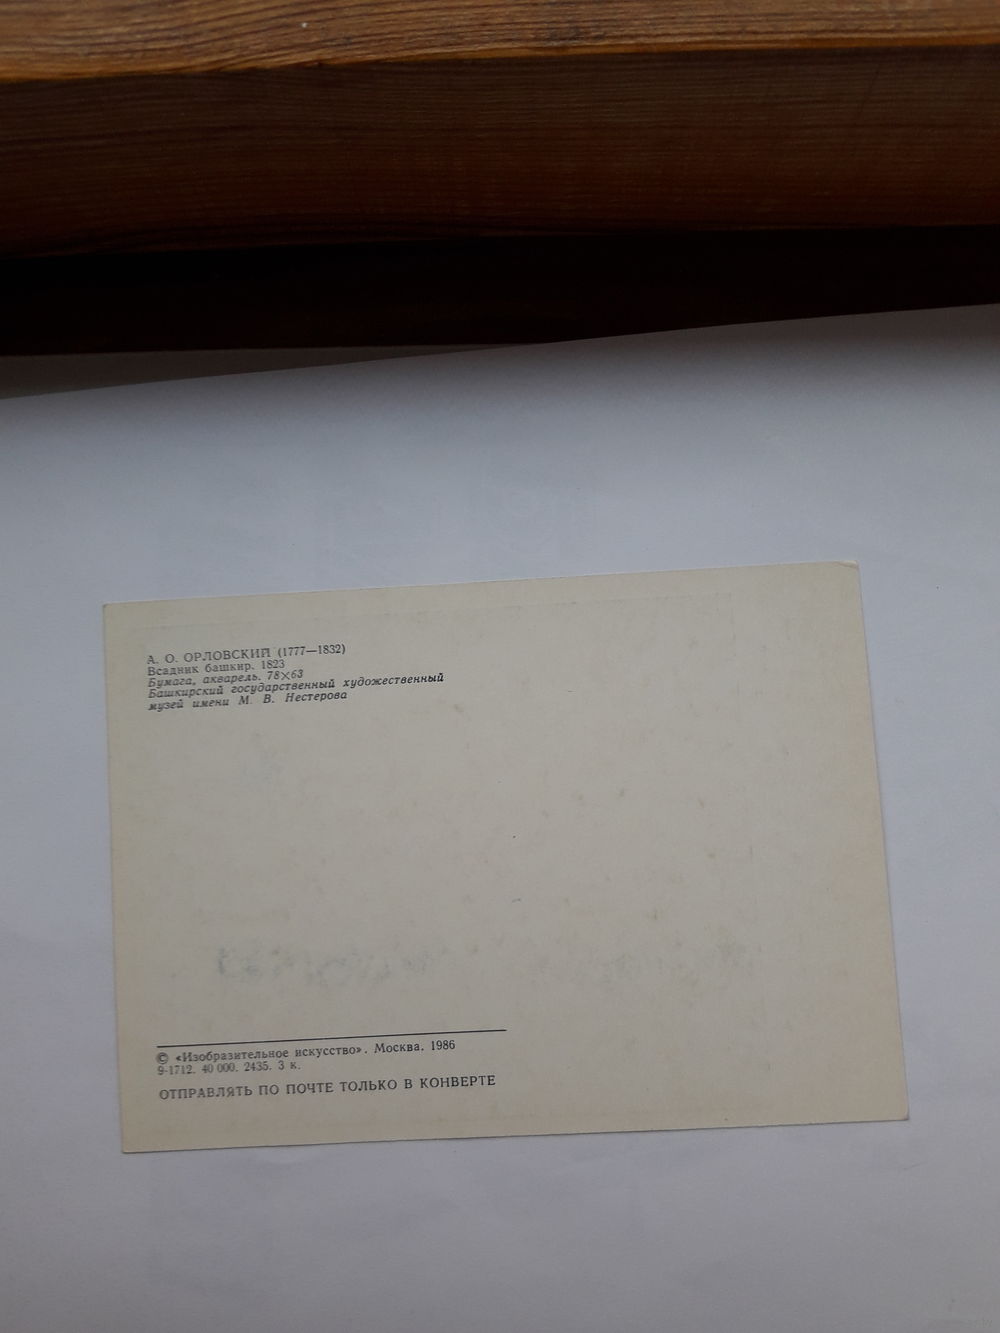 А. О. ОРЛОВСКИЙ (1777—1832)
Всадник башкир. 1823
Бумага, акварель. 78×63
Башкирский государственный художественный
музей имени М. В. Нестерова
© «Изобразительное искусство». Москва. 1986
9-1712. 40 000. 2435. 3 к.
ОТПРАВЛЯТЬ ПО ПОЧТЕ ТОЛЬКО В КОНВЕРТЕ